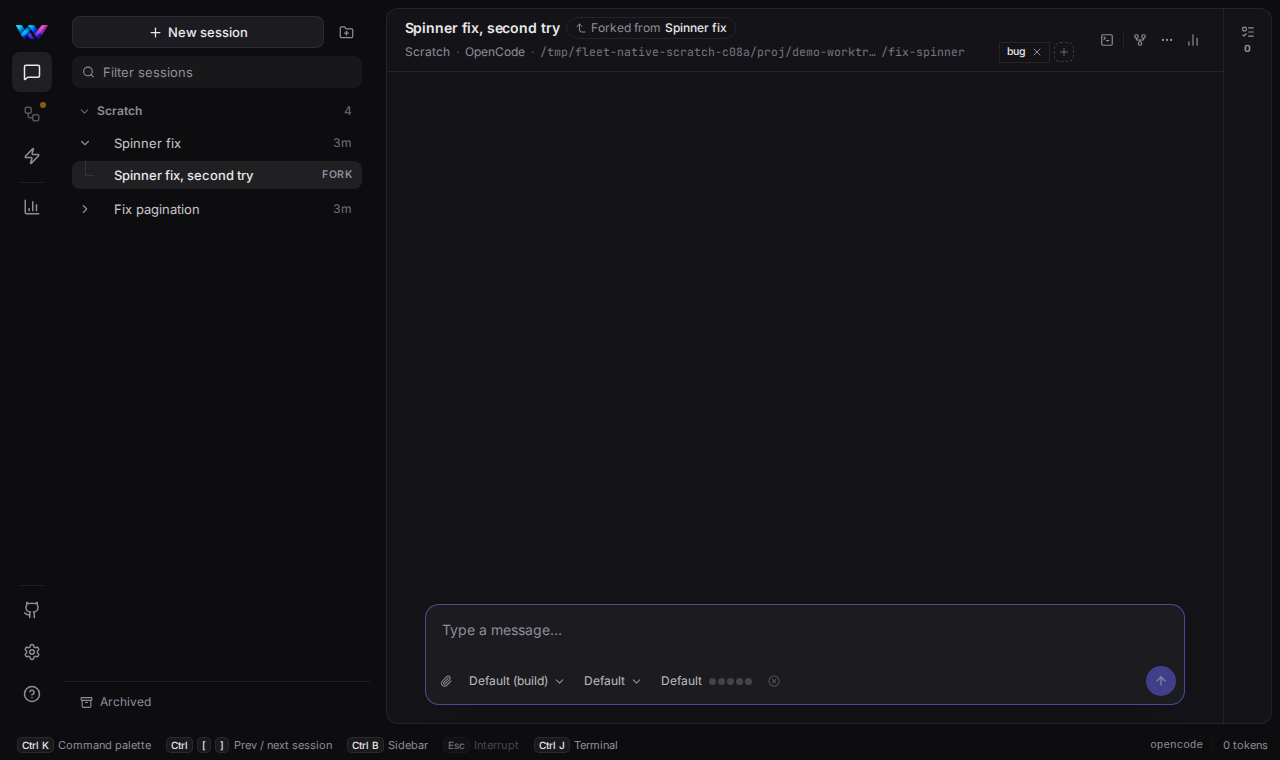 New session
Filter sessions
Scratch 4
Spinner fix 3m
Spinner fix, second try FORK
Fix pagination 3m
Archived
Spinner fix, second try Forked from Spinner fix
Scratch · OpenCode · /tmp/fleet-native-scratch-c08a/proj/demo-worktr… /fix-spinner bug
0
Type a message...
Default (build) Default Default
Ctrl K Command palette Ctrl [ ] Prev / next session Ctrl B Sidebar Esc Interrupt Ctrl J Terminal opencode 0 tokens